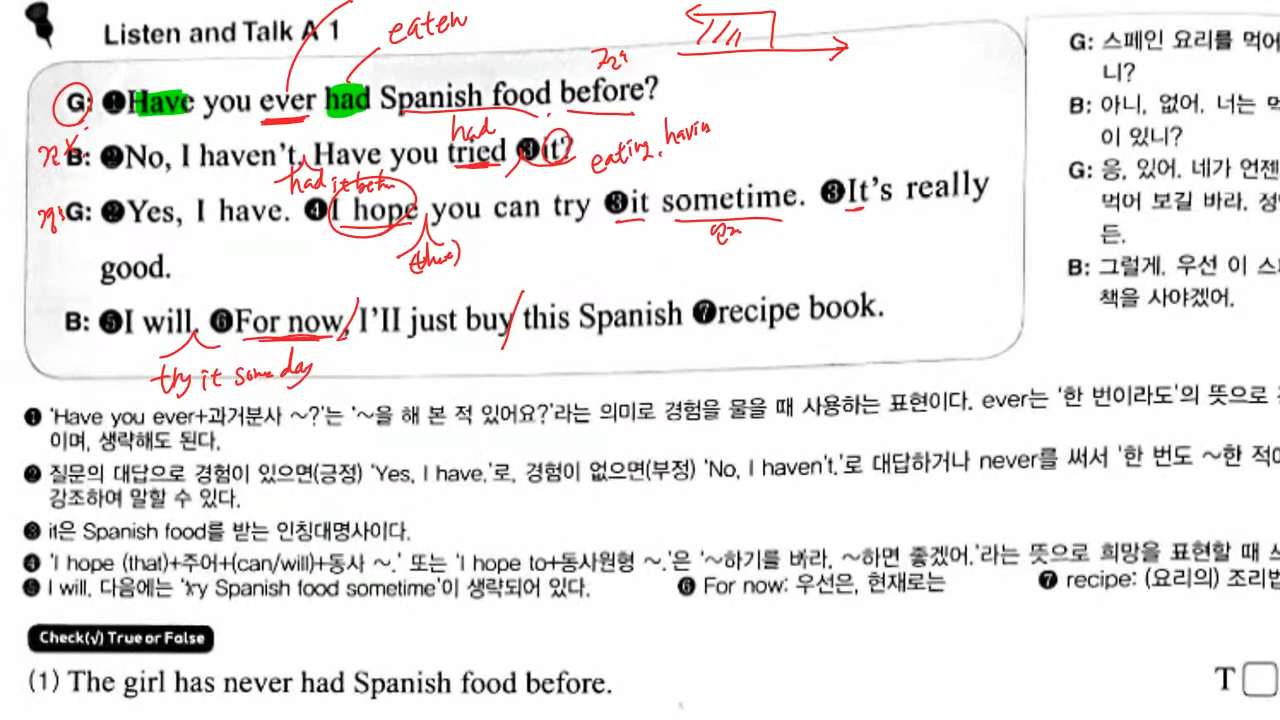 Listen and Talk A 1
eaten
G: ❶Have you ever had Spanish food before?
had
B: ❷No, I haven't. Have you tried ❸it?
eating, having
had it before
G: ❷Yes, I have. ❹I hope you can try ❸it sometime. ❸It's really
(that)
good.
B: ❺I will. ❻For now, I'll just buy this Spanish ❼recipe book.
try it some day
G: 스페인 요리를 먹어
니?
B: 아니, 없어. 너는 먹
이 있니?
G: 응, 있어. 네가 언젠
먹어 보길 바라. 정
든.
B: 그럴게. 우선 이 스
책을 사야겠어.
❶ 'Have you ever+과거분사 ~?'는 '~을 해 본 적 있어요?'라는 의미로 경험을 물을 때 사용하는 표현이다. ever는 '한 번이라도'의 뜻으로
이며, 생략해도 된다.
❷ 질문의 대답으로 경험이 있으면(긍정) 'Yes, I have.'로, 경험이 없으면(부정) 'No, I haven't.'로 대답하거나 never를 써서 '한 번도 ~한 적이
강조하여 말할 수 있다.
❸ it은 Spanish food를 받는 인칭대명사이다.
❹ 'I hope (that)+주어+(can/will)+동사 ~.' 또는 'I hope to+동사원형 ~.'은 '~하기를 바라, ~하면 좋겠어.'라는 뜻으로 희망을 표현할 때
❺ I will. 다음에는 'try Spanish food sometime'이 생략되어 있다. ❻ For now: 우선은, 현재로는 ❼ recipe: (요리의) 조리법
Check(√) True or False
(1) The girl has never had Spanish food before. T